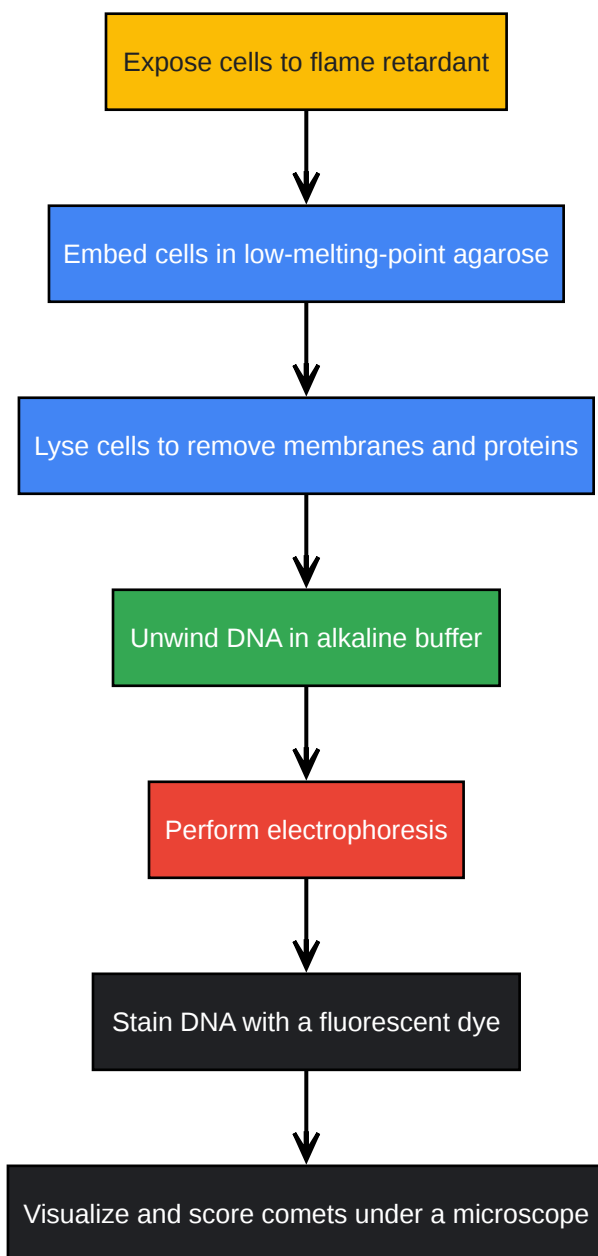 Expose cells to flame retardant
Embed cells in low-melting-point agarose
Lyse cells to remove membranes and proteins
Unwind DNA in alkaline buffer
Perform electrophoresis
Stain DNA with a fluorescent dye
Visualize and score comets under a microscope